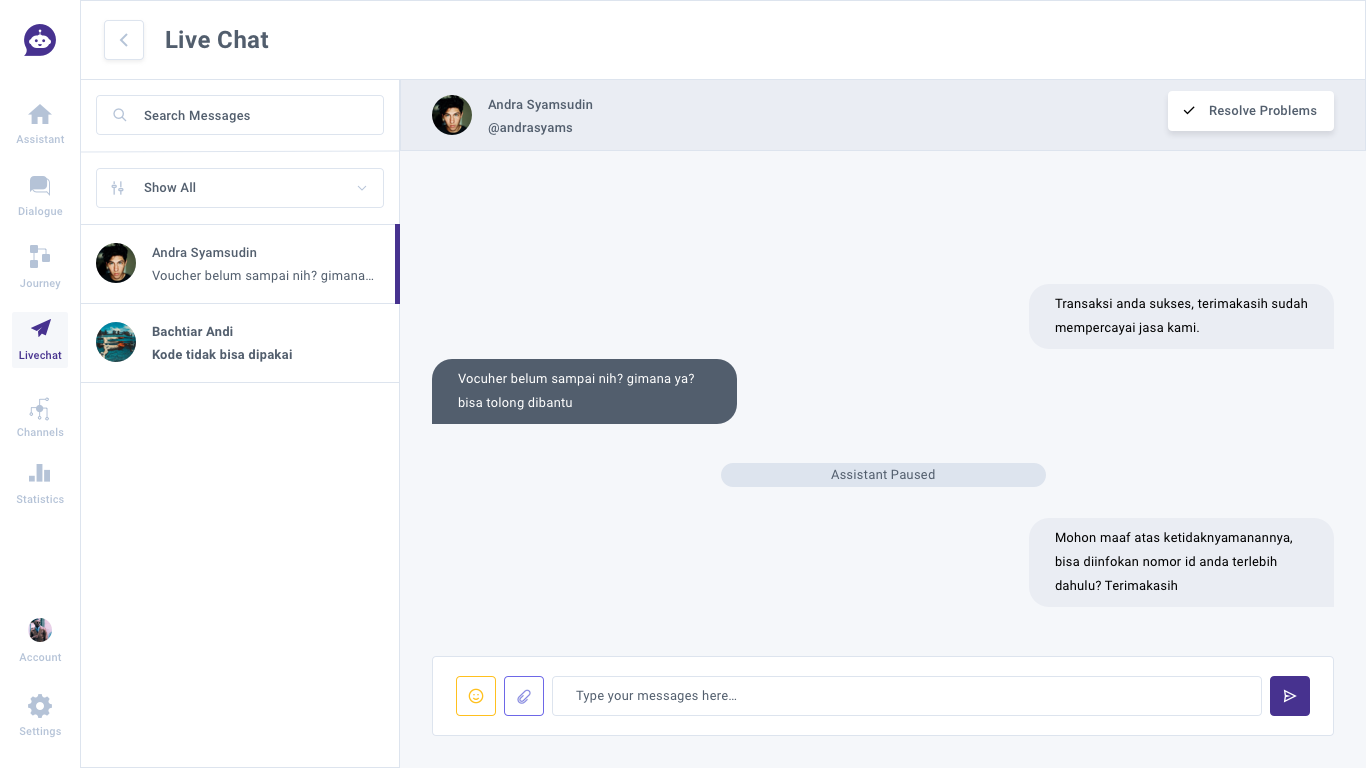 Live Chat
Assistant
Dialogue
Journey
Livechat
Channels
Statistics
Account
Settings
Search Messages
Show All
Andra Syamsudin
Voucher belum sampai nih? gimana…
Bachtiar Andi
Kode tidak bisa dipakai
Andra Syamsudin
@andrasyams
Resolve Problems
Transaksi anda sukses, terimakasih sudah
mempercayai jasa kami.
Vocuher belum sampai nih? gimana ya?
bisa tolong dibantu
Assistant Paused
Mohon maaf atas ketidaknyamanannya,
bisa diinfokan nomor id anda terlebih
dahulu? Terimakasih
Type your messages here…